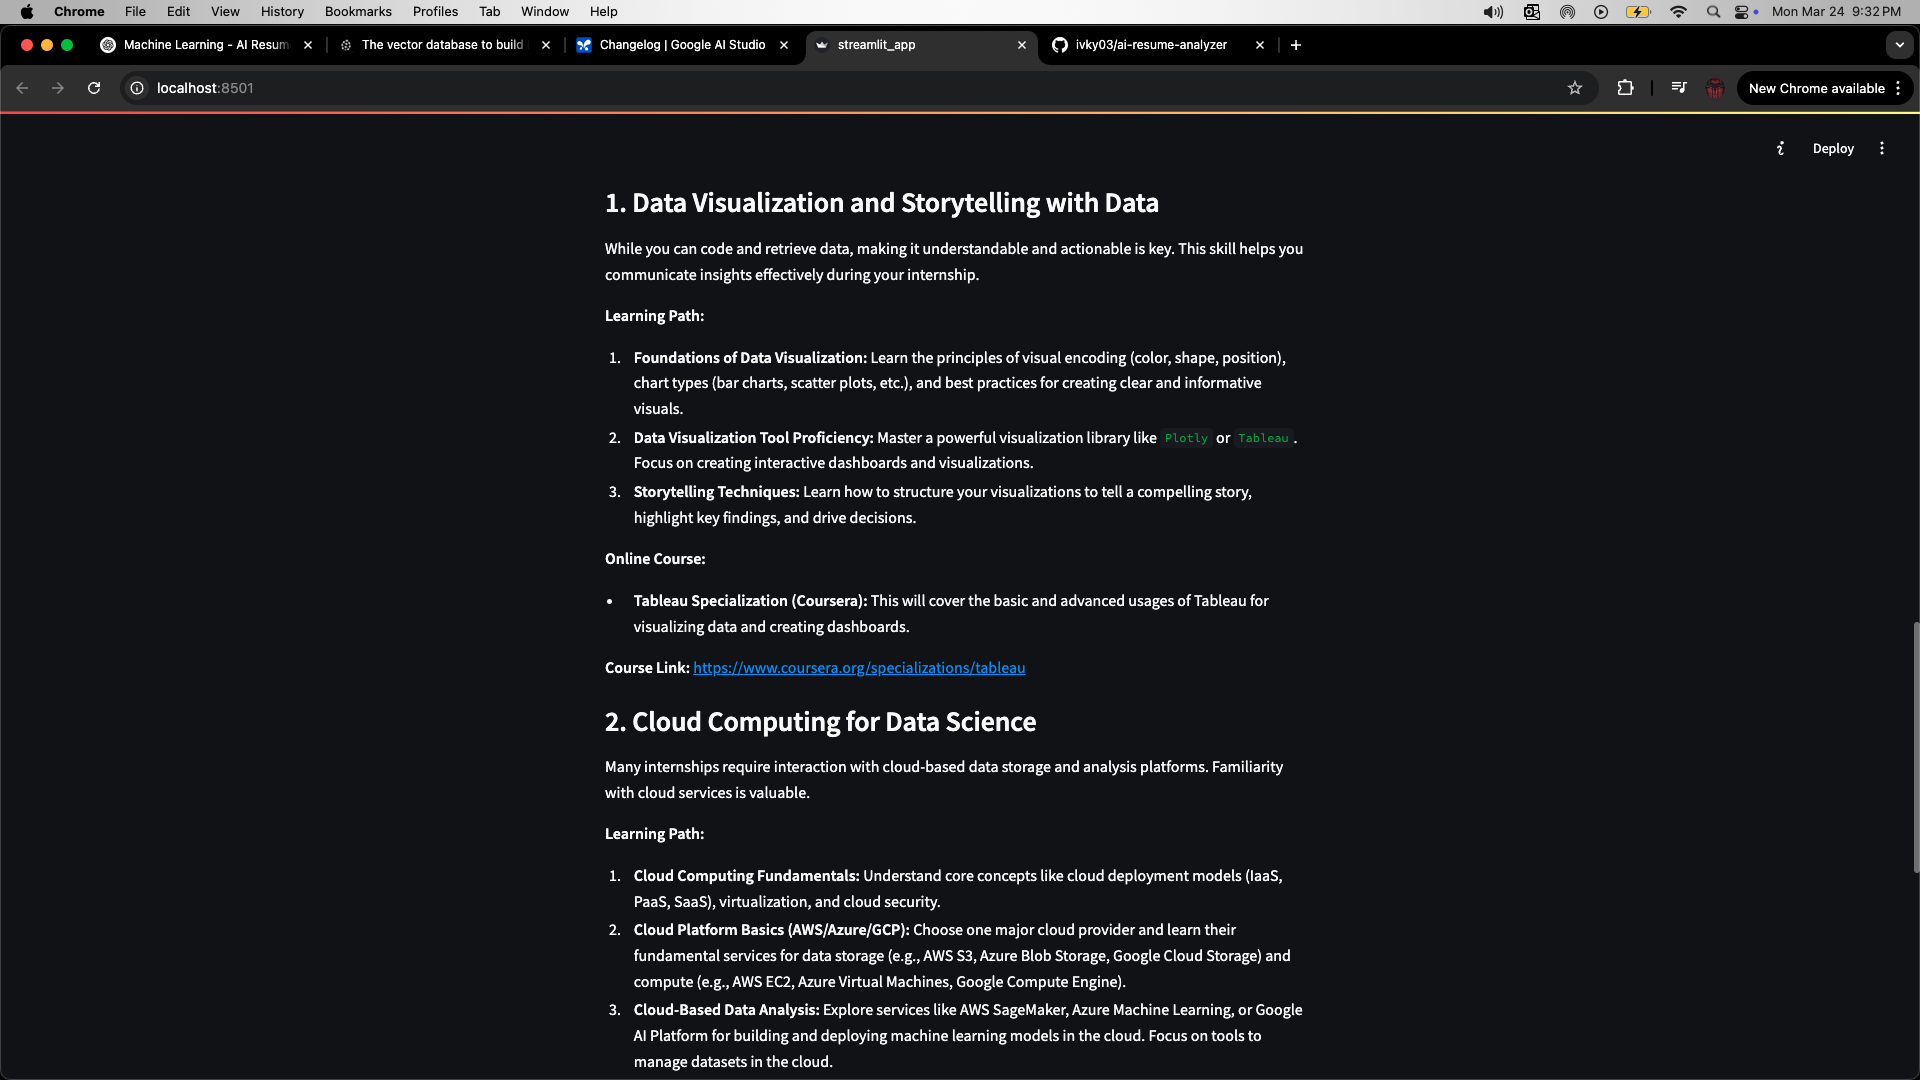 Chrome File Edit View History Bookmarks Profiles Tab Window Help Mon Mar 24 9:32 PM
Machine Learning - AI Resum The vector database to build Changelog | Google AI Studio streamlit_app ivky03/ai-resume-analyzer
localhost:8501 New Chrome available
Deploy
1. Data Visualization and Storytelling with Data
While you can code and retrieve data, making it understandable and actionable is key. This skill helps you
communicate insights effectively during your internship.
Learning Path:
1. Foundations of Data Visualization: Learn the principles of visual encoding (color, shape, position),
chart types (bar charts, scatter plots, etc.), and best practices for creating clear and informative
visuals.
2. Data Visualization Tool Proficiency: Master a powerful visualization library like Plotly or Tableau.
Focus on creating interactive dashboards and visualizations.
3. Storytelling Techniques: Learn how to structure your visualizations to tell a compelling story,
highlight key findings, and drive decisions.
Online Course:
• Tableau Specialization (Coursera): This will cover the basic and advanced usages of Tableau for
visualizing data and creating dashboards.
Course Link: https://www.coursera.org/specializations/tableau
2. Cloud Computing for Data Science
Many internships require interaction with cloud-based data storage and analysis platforms. Familiarity
with cloud services is valuable.
Learning Path:
1. Cloud Computing Fundamentals: Understand core concepts like cloud deployment models (IaaS,
PaaS, SaaS), virtualization, and cloud security.
2. Cloud Platform Basics (AWS/Azure/GCP): Choose one major cloud provider and learn their
fundamental services for data storage (e.g., AWS S3, Azure Blob Storage, Google Cloud Storage) and
compute (e.g., AWS EC2, Azure Virtual Machines, Google Compute Engine).
3. Cloud-Based Data Analysis: Explore services like AWS SageMaker, Azure Machine Learning, or Google
AI Platform for building and deploying machine learning models in the cloud. Focus on tools to
manage datasets in the cloud.